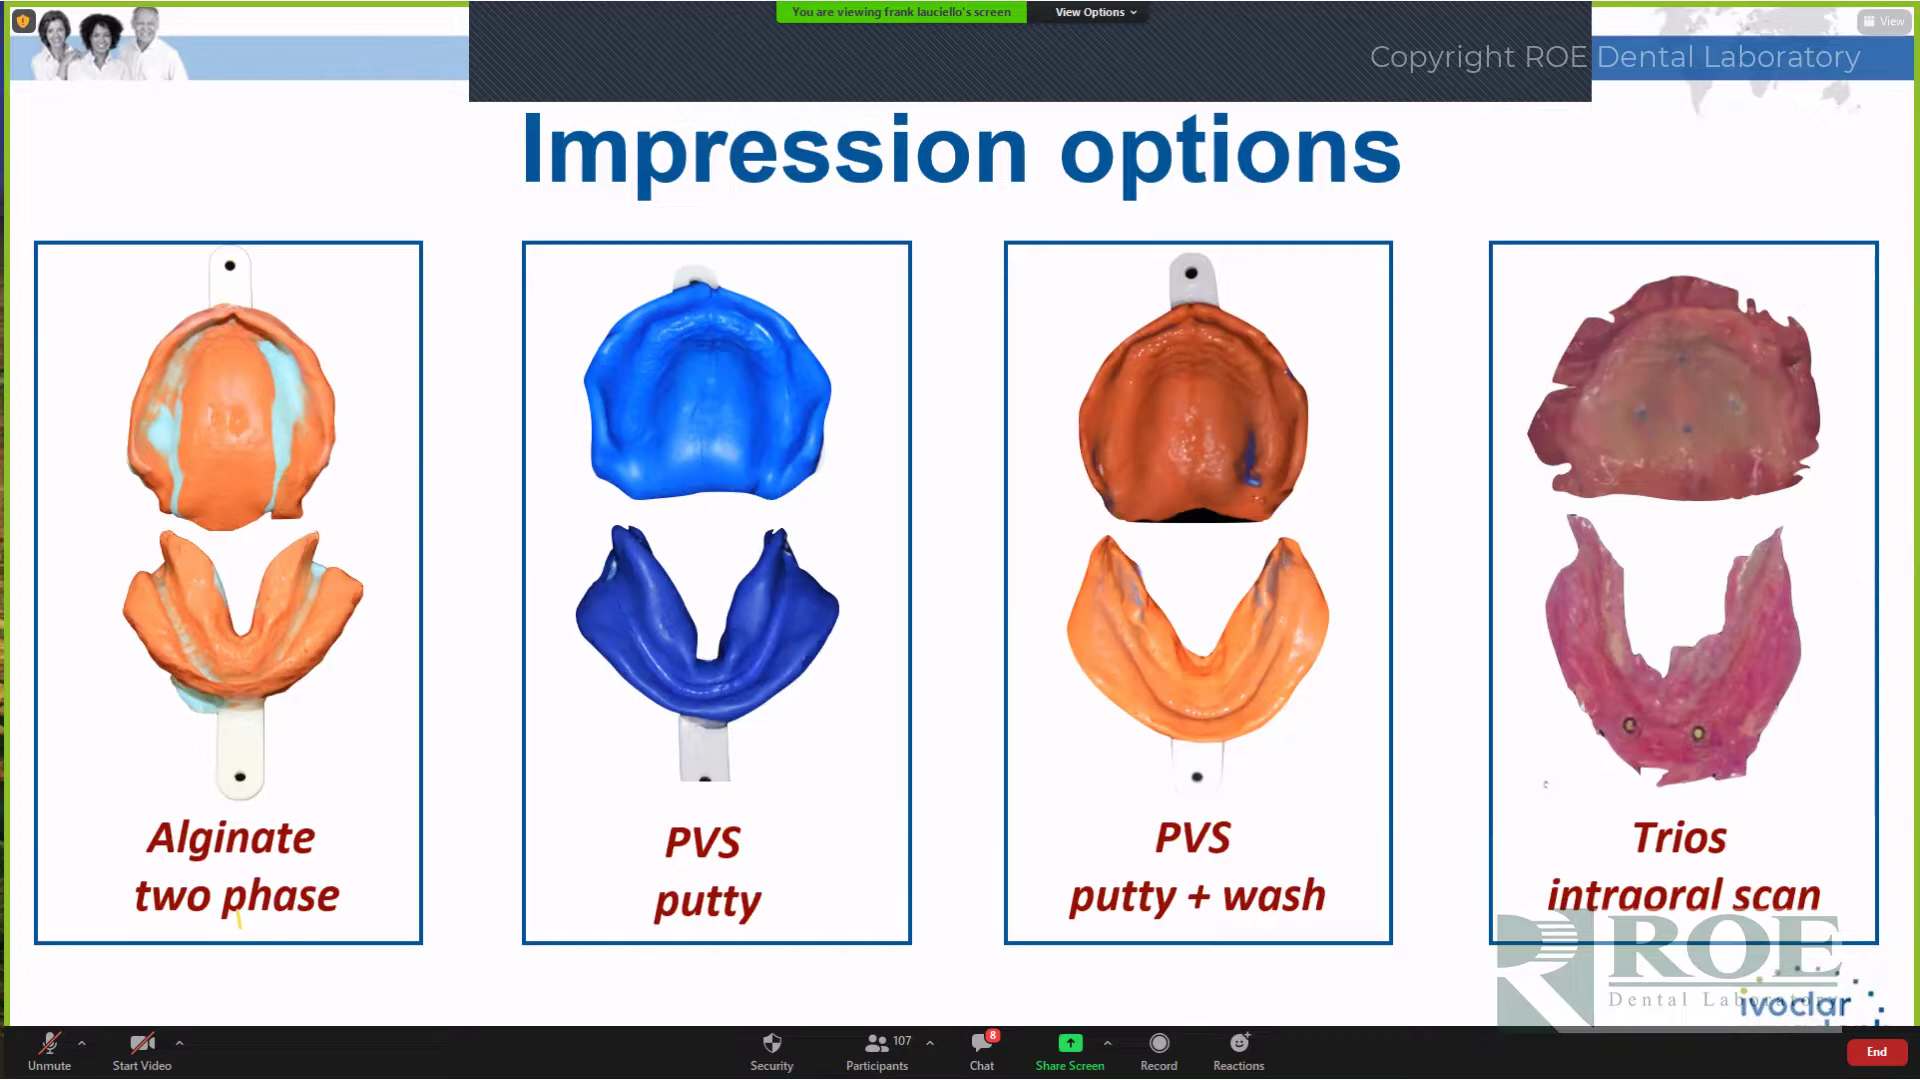 You are viewing frank lauciello's screen
View Options
View
Copyright ROE Dental Laboratory
Impression options
Alginate
two phase
PVS
putty
PVS
putty + wash
Trios
intraoral scan
ROE
Dental Laboratory
ivoclar
Unmute
Start Video
Security
107
Participants
8
Chat
Share Screen
Record
Reactions
End